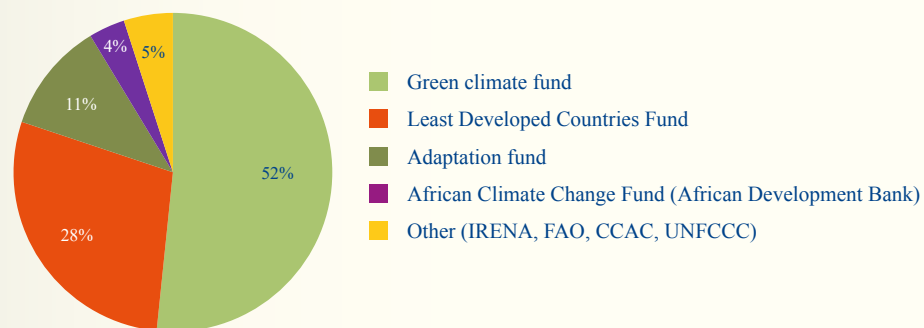 4%
5%
11%
52%
28%
Green climate fund
Least Developed Countries Fund
Adaptation fund
African Climate Change Fund (African Development Bank)
Other (IRENA, FAO, CCAC, UNFCCC)